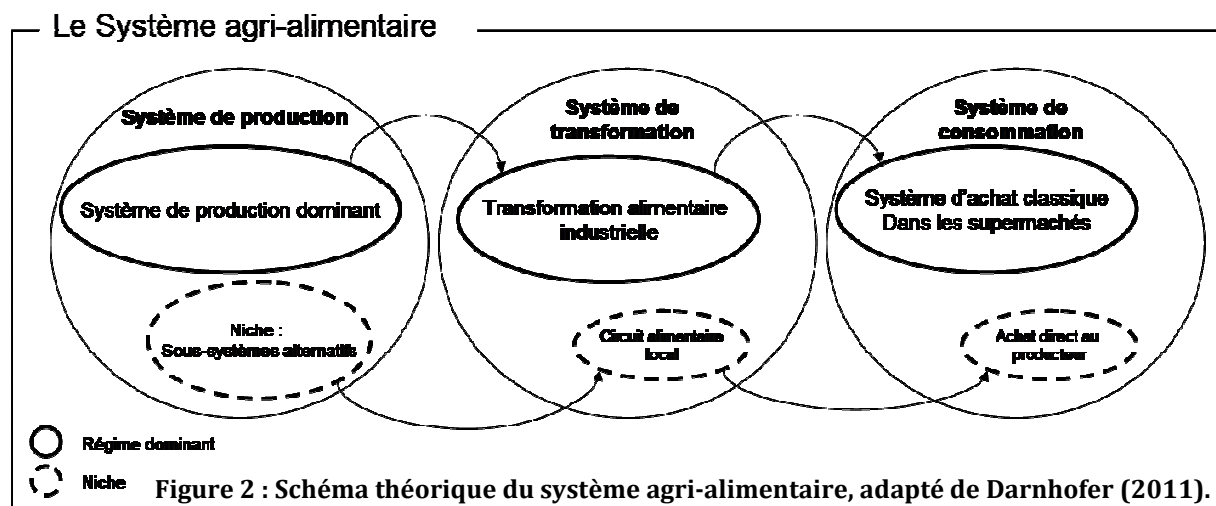 Le Système agri-alimentaire
Système de production
Système de production dominant
Niche :
Sous-systèmes alternatifs
Système de
transformation
Transformation alimentaire
industrielle
Circuit alimentaire
local
Système de
consommation
Système d'achat classique
Dans les supermachés
Achat direct au
producteur
Régime dominant
Niche
Figure 2 : Schéma théorique du système agri-alimentaire, adapté de Darnhofer (2011).